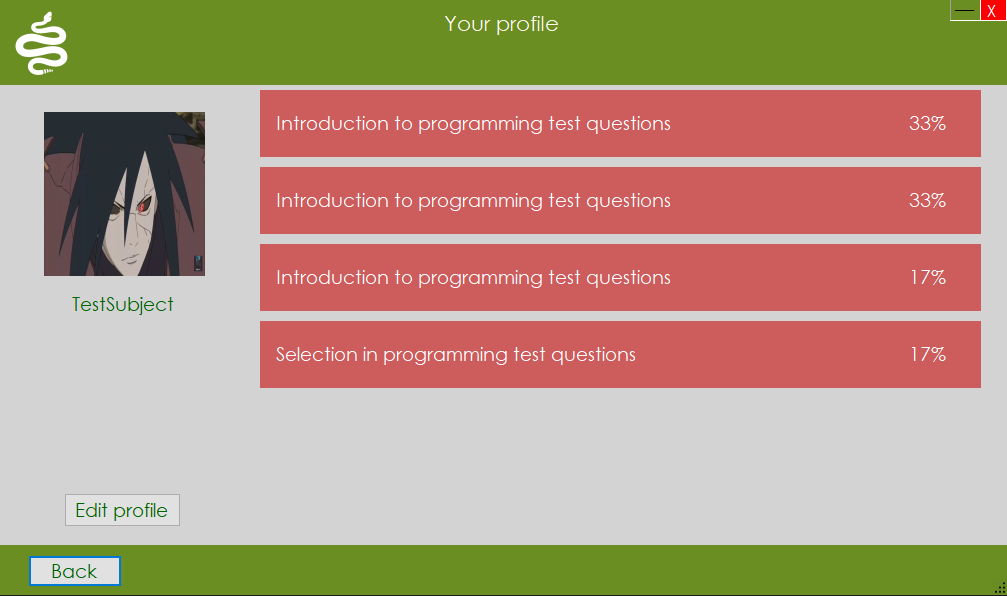 Your profile
X
Introduction to programming test questions 33%
Introduction to programming test questions 33%
Introduction to programming test questions 17%
Selection in programming test questions 17%
TestSubject
Edit profile
Back